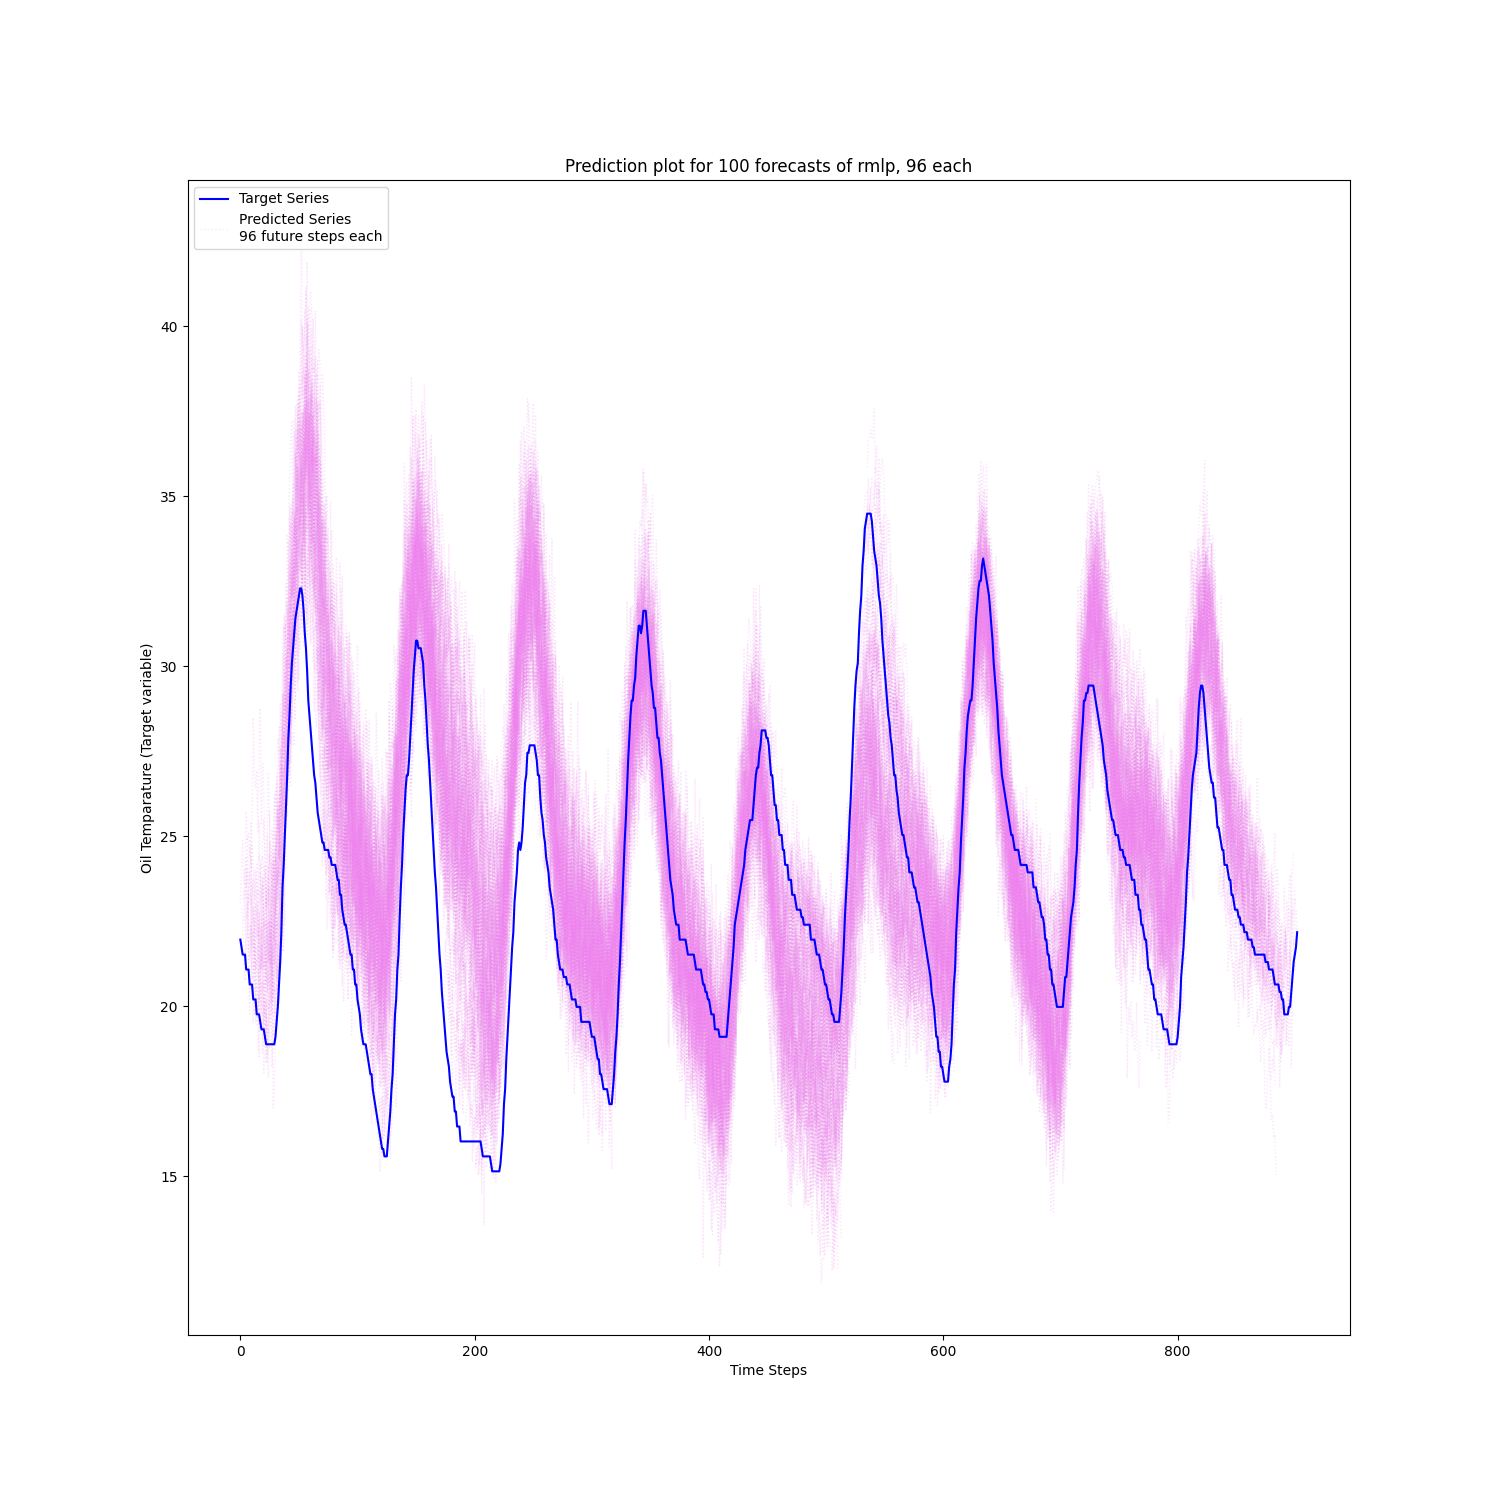 Prediction plot for 100 forecasts of rmlp, 96 each
Target Series
Predicted Series
96 future steps each
40
35
30
25
20
15
Oil Temparature (Target variable)
0 200 400 600 800
Time Steps